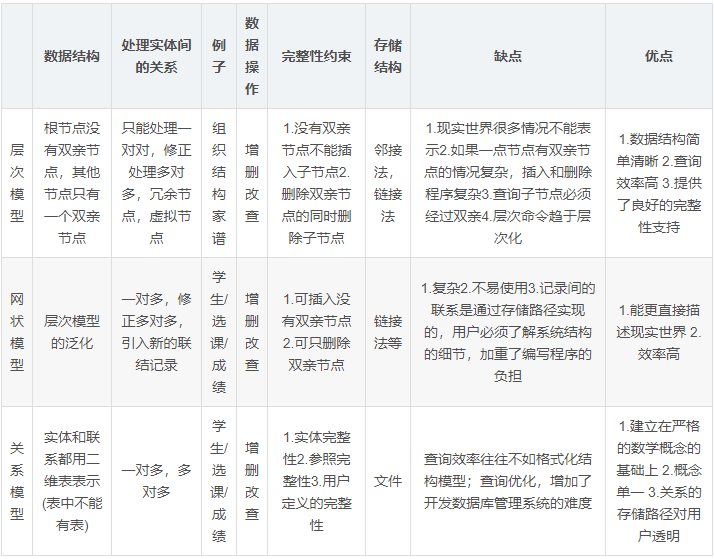 数据结构
处理实体间
的关系
例
子
数
据
操
作
完整性约束
存储
结构
缺点
优点
层
次
模
型
根节点没
有双亲节
点，其他
节点只有
一个双亲
节点
只能处理一
对对，修正
处理多对
多，冗余节
点，虚拟节
点
组
织
结
构
家
谱
增
删
改
查
1.没有双亲
节点不能插
入子节点2.
删除双亲节
点的同时删
除子节点
邻接
法，
链接
法
1.现实世界很多情况不能表
示2.如果一点节点有双亲节
点的情况复杂，插入和删除
程序复杂3.查询子节点必须
经过双亲4.层次命令趋于层
次化
1.数据结构简
单清晰 2.查询
效率高 3.提供
了良好的完整
性支持
网
状
模
型
层次模型
的泛化
一对多，修
正多对多，
引入新的联
结记录
学
生/
选
课/
成
绩
增
删
改
查
1.可插入没
有双亲节点
2.可只删除
双亲节点
链接
法等
1.复杂2.不易使用3.记录间的
联系是通过存储路径实现
的，用户必须了解系统结构
的细节，加重了编写程序的
负担
1.能更直接描
述现实世界 2.
效率高
关
系
模
型
实体和联
系都用二
维表表示
(表中不能
有表)
一对多，多
对多
学
生/
选
课/
成
绩
增
删
改
查
1.实体完整
性2.参照完
整性3.用户
定义的完整
性
文件
查询效率往往不如格式化结
构模型；查询优化，增加了
开发数据库管理系统的难度
1.建立在严格
的数学概念的
基础上 2.概念
单一 3.关系的
存储路径对用
户透明